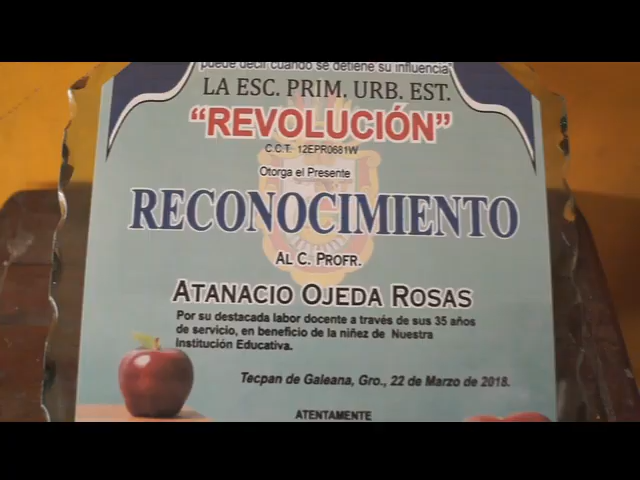 puede decir cuando se detiene su influencia"
LA ESC. PRIM. URB. EST.
"REVOLUCIÓN"
C.C.T. 12EPR0681W
Otorga el Presente
RECONOCIMIENTO
AL C. PROFR.
ATANACIO OJEDA ROSAS
Por su destacada labor docente a través de sus 35 años
de servicio, en beneficio de la niñez de Nuestra
Institución Educativa.
Tecpan de Galeana, Gro., 22 de Marzo de 2018.
ATENTAMENTE